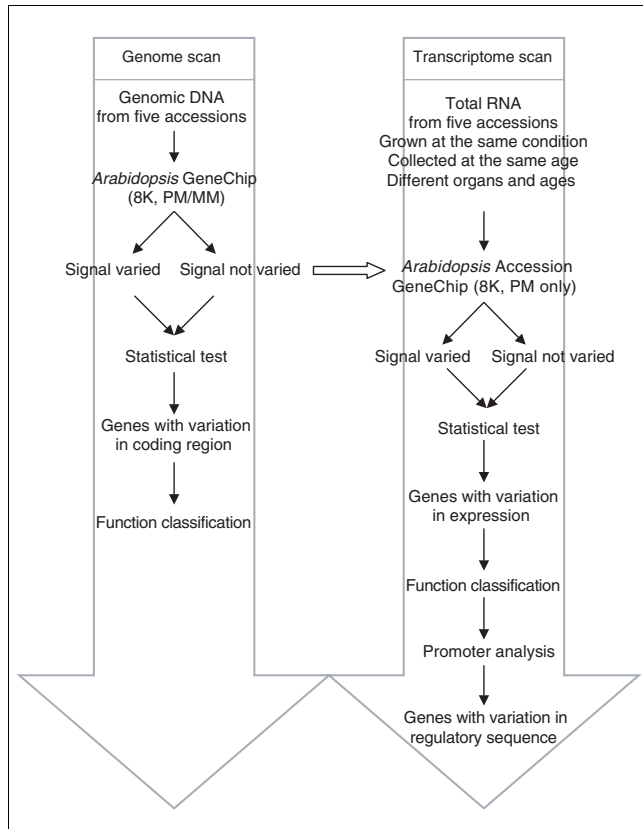 Genome scan
Genomic DNA
from five accessions
Arabidopsis GeneChip
(8K, PM/MM)
Signal varied
Signal not varied
Statistical test
Genes with variation
in coding region
Function classification
Transcriptome scan
Total RNA
from five accessions
Grown at the same condition
Collected at the same age
Different organs and ages
Arabidopsis Accession
GeneChip (8K, PM only)
Signal varied
Signal not varied
Statistical test
Genes with variation
in expression
Function classification
Promoter analysis
Genes with variation in
regulatory sequence